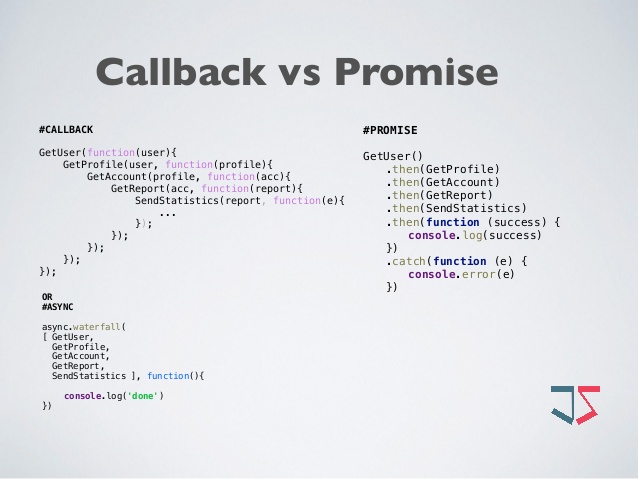 Callback vs Promise
#CALLBACK
GetUser(function(user){
    GetProfile(user, function(profile){
        GetAccount(profile, function(acc){
            GetReport(acc, function(report){
                SendStatistics(report, function(e){
                    ...
                });
            });
        });
    });
});
OR
#ASYNC
async.waterfall(
[ GetUser,
  GetProfile,
  GetAccount,
  GetReport,
  SendStatistics ], function(){
    console.log('done')
})
#PROMISE
GetUser()
    .then(GetProfile)
    .then(GetAccount)
    .then(GetReport)
    .then(SendStatistics)
    .then(function (success) {
        console.log(success)
    })
    .catch(function (e) {
        console.error(e)
    })
JS